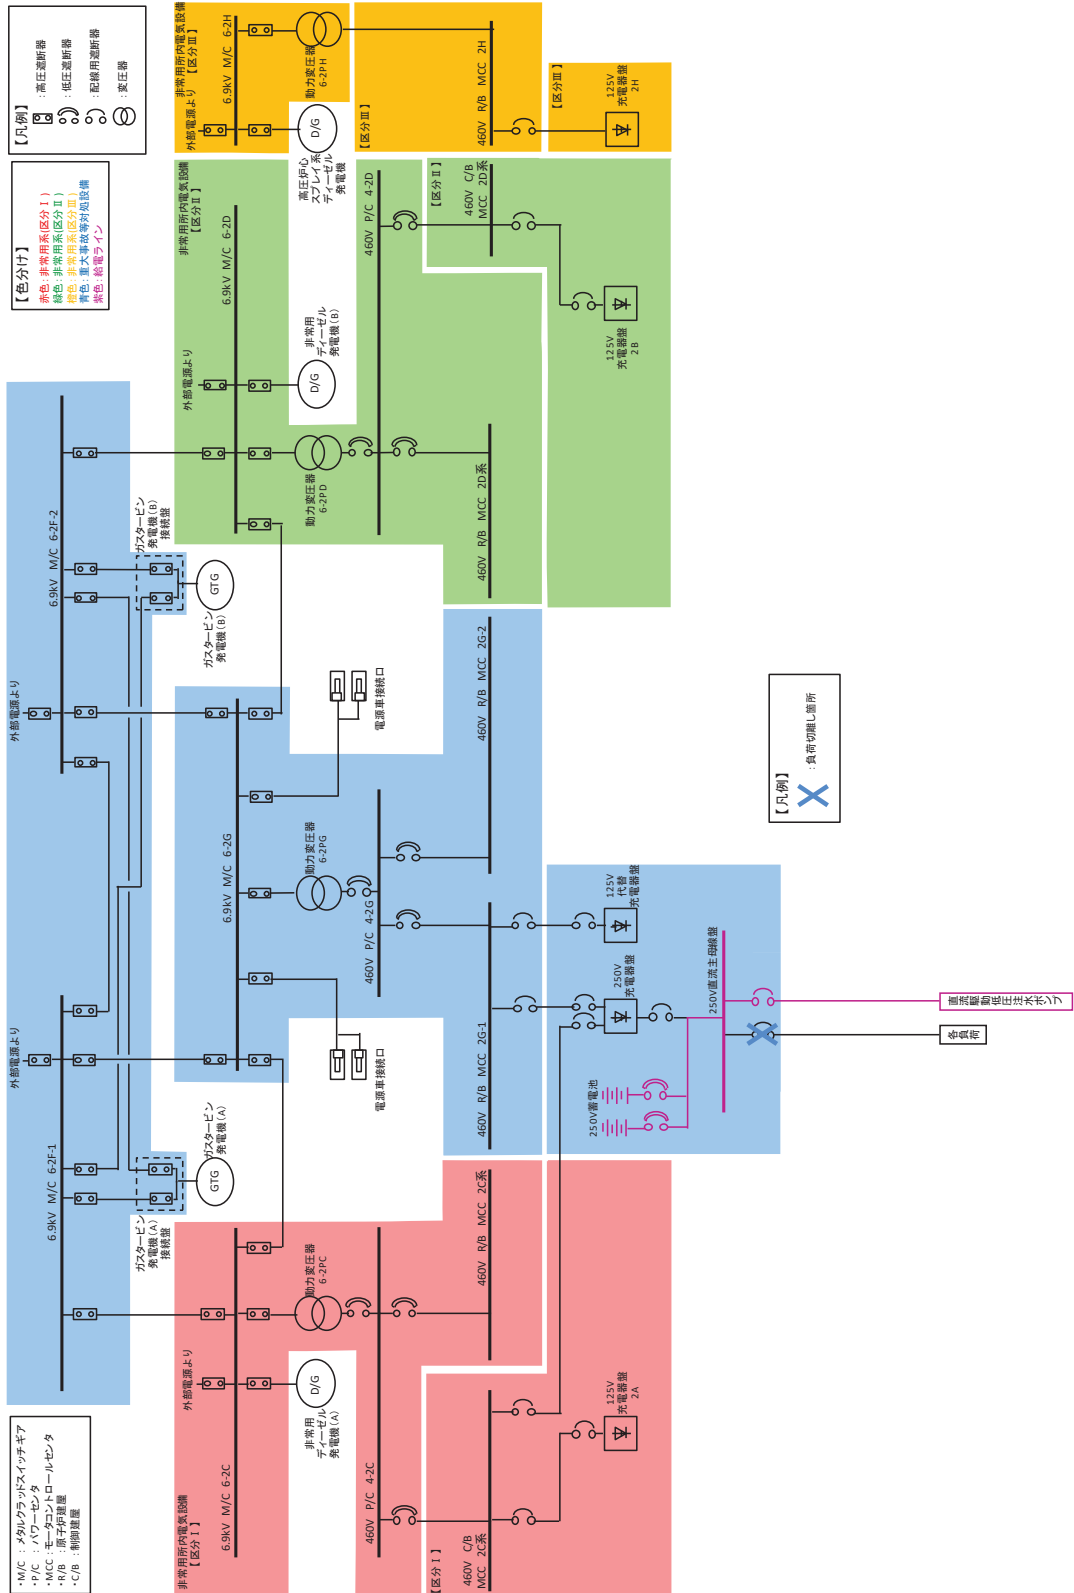 ・M/C ：メタルクラッドスイッチギア
・P/C ：パワーセンタ
・MCC：モータコントロールセンタ
・R/B ：原子炉建屋
・C/B ：制御建屋
【色分け】
赤色：非常用系(区分Ⅰ)
緑色：非常用系(区分Ⅱ)
橙色：非常用系(区分Ⅲ)
青色：重大事故等対処設備
紫色：給電ライン
【凡例】
：高圧遮断器
：低圧遮断器
：配線用遮断器
：変圧器
外部電源より
6.9kV M/C 6-2F-1
外部電源より
6.9kV M/C 6-2F-2
ガスタービン
発電機(A)
接続盤
GTG
ガスタービン
発電機(A)
ガスタービン
発電機(B)
接続盤
GTG
ガスタービン
発電機(B)
非常用所内電気設備
【区分Ⅰ】
外部電源より
6.9kV M/C 6-2C
D/G
非常用
ディーゼル
発電機(A)
動力変圧器
6-2PC
460V P/C 4-2C
460V R/B MCC 2C系
【区分Ⅰ】
460V C/B
MCC 2C系
125V
充電器盤
2A
6.9kV M/C 6-2G
電源車接続口
電源車接続口
動力変圧器
6-2PG
460V P/C 4-2G
460V R/B MCC 2G-1
460V R/B MCC 2G-2
250V
充電器盤
125V
代替
充電器盤
250V蓄電池
250V直流主母線盤
各負荷
直流駆動低圧注水ポンプ
非常用所内電気設備
【区分Ⅱ】
外部電源より
6.9kV M/C 6-2D
D/G
非常用
ディーゼル
発電機(B)
動力変圧器
6-2PD
460V P/C 4-2D
460V R/B MCC 2D系
【区分Ⅱ】
460V C/B
MCC 2D系
125V
充電器盤
2B
非常用所内電気設備
【区分Ⅲ】
外部電源より
6.9kV M/C 6-2H
D/G
高圧炉心
スプレイ系
ディーゼル
発電機
動力変圧器
6-2PH
【区分Ⅲ】
460V R/B MCC 2H
【区分Ⅲ】
125V
充電器盤
2H
【凡例】
：負荷切離し箇所